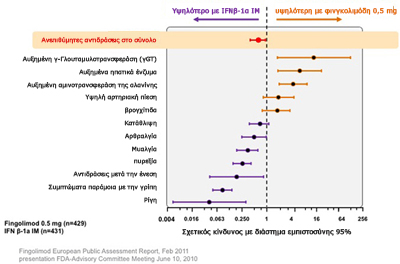 Υψηλότερο με IFNβ-1α IM
υψηλότερη με φινγκολιμόδη 0,5 mg
Ανεπιθύμητες αντιδράσεις στο σύνολο
Αυξημένη γ-Γλουταμυλοτρανσφεράση (γGT)
Αυξημένα ηπατικά ένζυμα
Αυξημένη αμινοτρανσφεράση της αλανίνης
Υψηλή αρτηριακή πίεση
βρογχίτιδα
Κατάθλιψη
Αρθραλγία
Μυαλγία
πυρεξία
Αντιδράσεις μετά την ένεση
Συμπτώματα παρόμοια με την γρίπη
Ρίγη
0.004 0.016 0.063 0.250 1 4 16 63 256
Fingolimod 0.5 mg (n=429)
IFN β-1α IM (n=431)
Σχετικός κίνδυνος με διάστημα εμπιστοσύνης 95%
Fingolimod European Public Assessment Report, Feb 2011
presentation FDA-Advisory Committee Meeting June 10, 2010